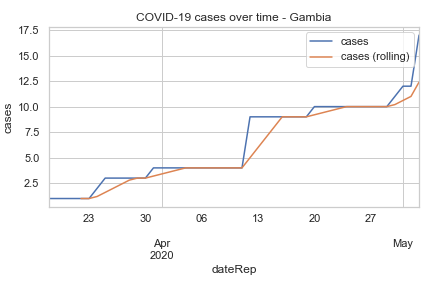 COVID-19 cases over time - Gambia
cases
cases (rolling)
17.5
15.0
12.5
10.0
7.5
5.0
2.5
cases
23
30
06
13
20
27
Apr
2020
May
dateRep